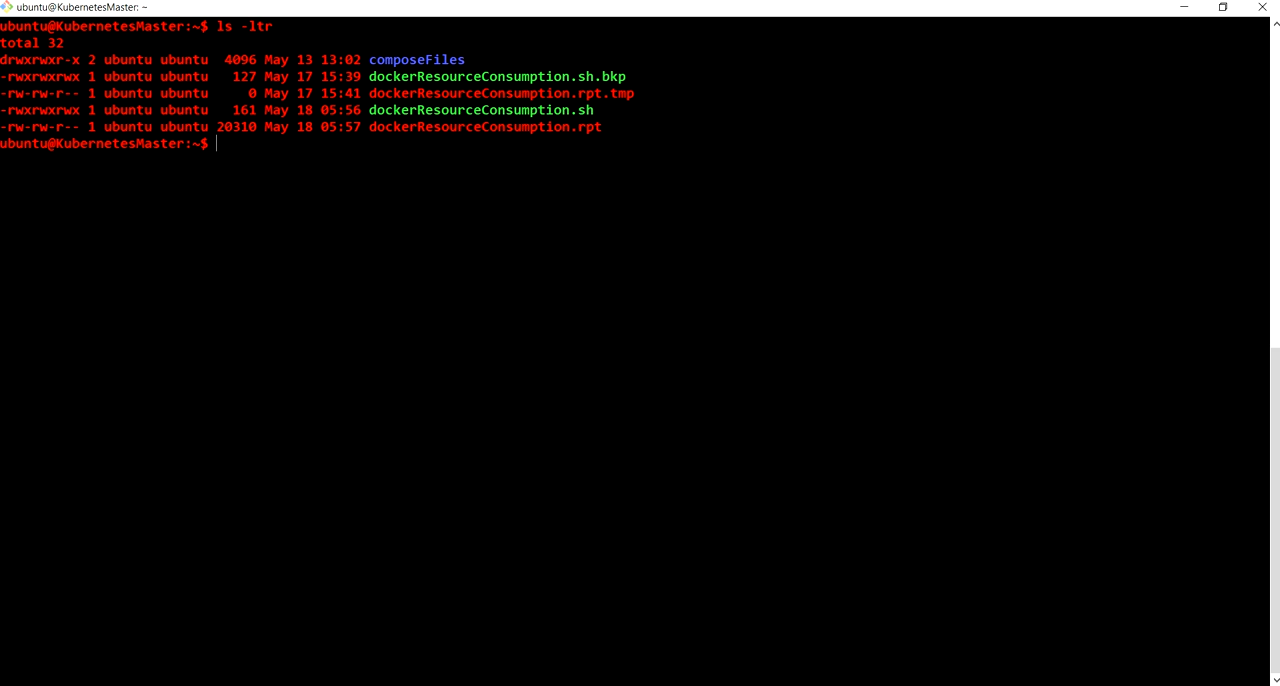 ubuntu@KubernetesMaster: ~
ubuntu@KubernetesMaster:~$ ls -ltr
total 32
drwxrwxr-x 2 ubuntu ubuntu  4096 May 13 13:02 composeFiles
-rwxrwxrwx 1 ubuntu ubuntu   127 May 17 15:39 dockerResourceConsumption.sh.bkp
-rw-rw-r-- 1 ubuntu ubuntu     0 May 17 15:41 dockerResourceConsumption.rpt.tmp
-rwxrwxrwx 1 ubuntu ubuntu   161 May 18 05:56 dockerResourceConsumption.sh
-rw-rw-r-- 1 ubuntu ubuntu 20310 May 18 05:57 dockerResourceConsumption.rpt
ubuntu@KubernetesMaster:~$